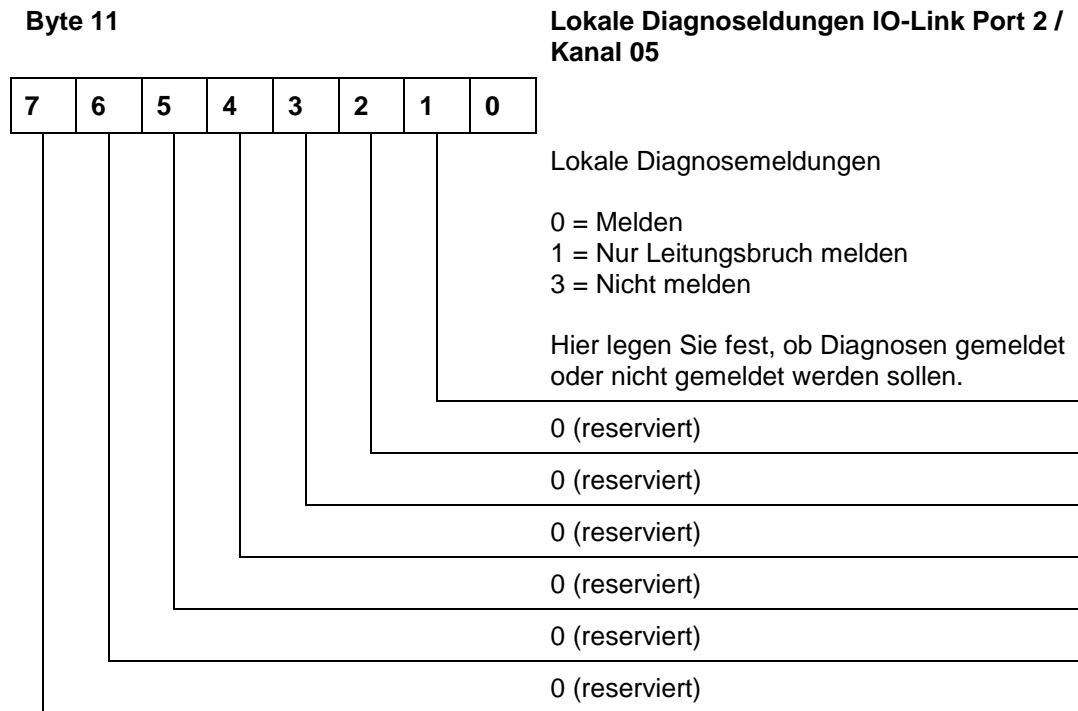 Byte 11
Lokale Diagnoseldungen IO-Link Port 2 /
Kanal 05
7 6 5 4 3 2 1 0
Lokale Diagnosemeldungen
0 = Melden
1 = Nur Leitungsbruch melden
3 = Nicht melden
Hier legen Sie fest, ob Diagnosen gemeldet
oder nicht gemeldet werden sollen.
0 (reserviert)
0 (reserviert)
0 (reserviert)
0 (reserviert)
0 (reserviert)
0 (reserviert)